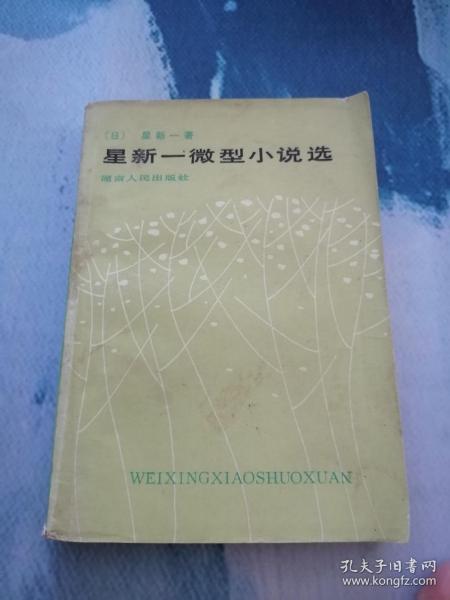 〔日〕 星新一著
星新一微型小说选
湖南人民出版社
WEIXINGXIAOSHUOXUAN
孔夫子旧书网
www.kongfz.com